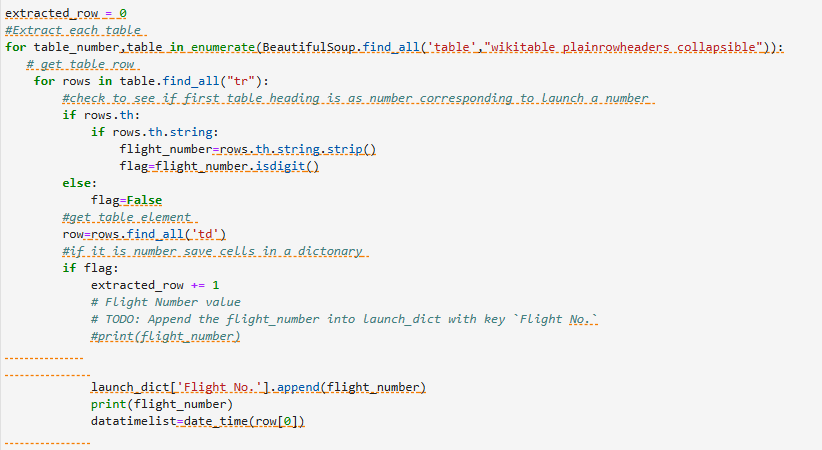 extracted_row = 0
#Extract each table
for table_number,table in enumerate(BeautifulSoup.find_all('table',"wikitable plainrowheaders collapsible")):
   # get table row
    for rows in table.find_all("tr"):
        #check to see if first table heading is as number corresponding to launch a number
        if rows.th:
            if rows.th.string:
                flight_number=rows.th.string.strip()
                flag=flight_number.isdigit()
        else:
            flag=False
        #get table element
        row=rows.find_all('td')
        #if it is number save cells in a dictonary
        if flag:
            extracted_row += 1
            # Flight Number value
            # TODO: Append the flight_number into launch_dict with key `Flight No.`
            #print(flight_number)
            launch_dict['Flight No.'].append(flight_number)
            print(flight_number)
            datatimelist=date_time(row[0])